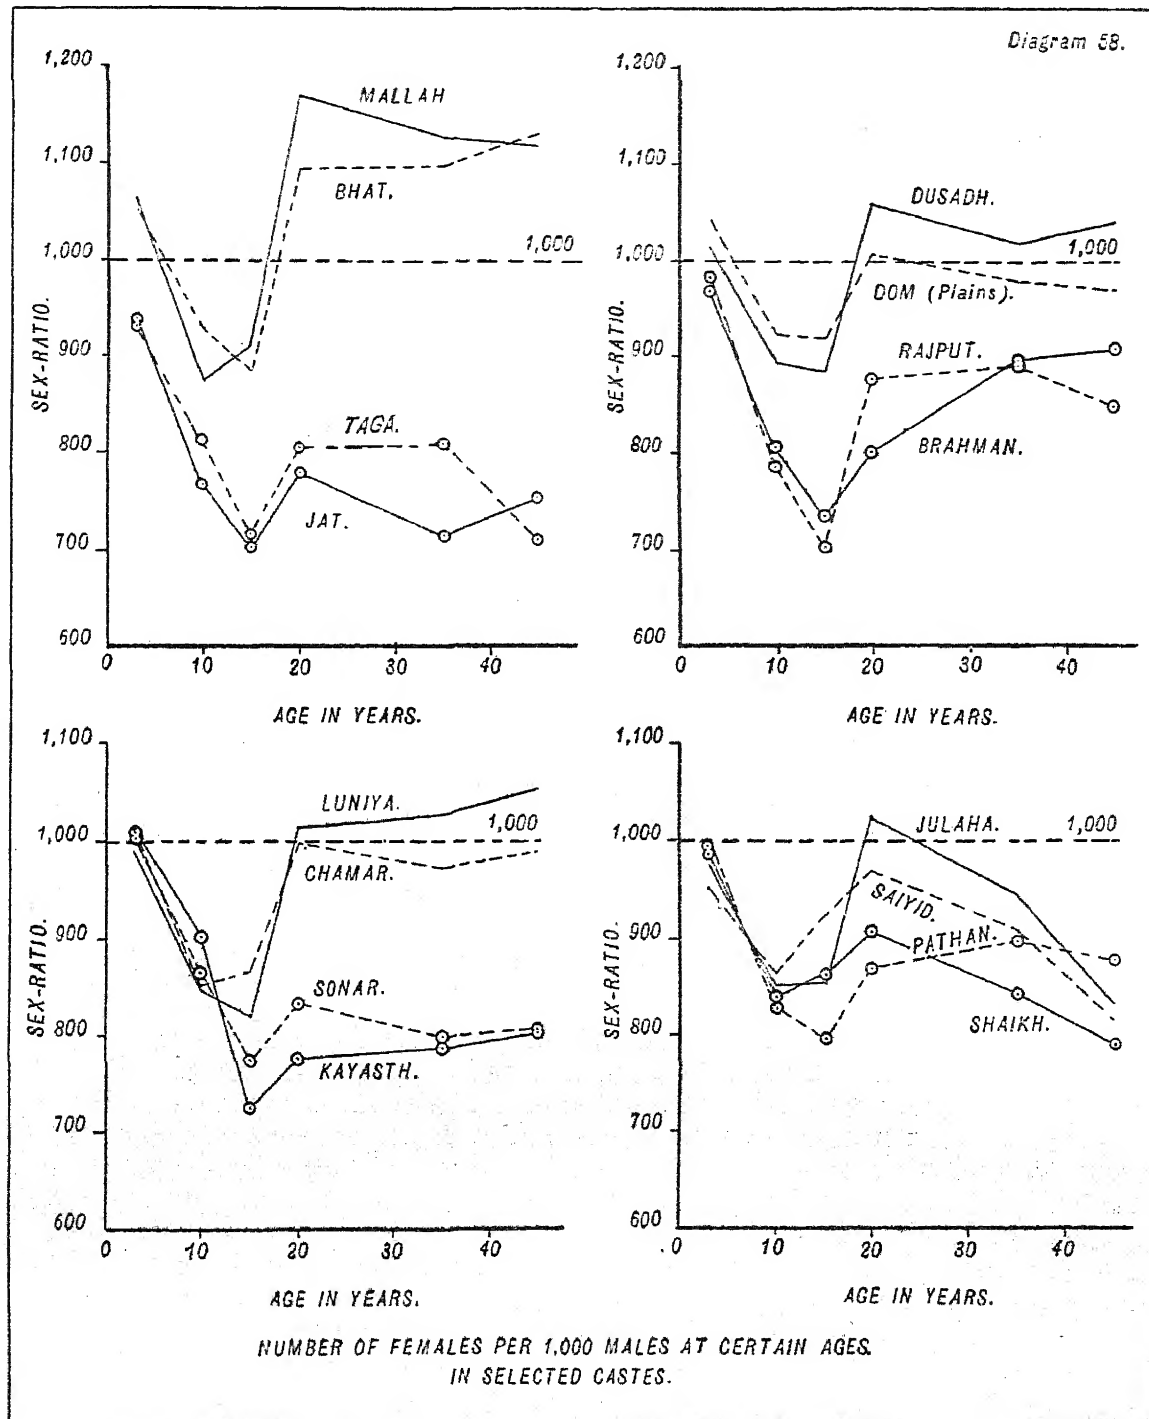 Diagram 58.
1,200
1,100
1,000
900
800
700
600
SEX-RATIO.
MALLAH
BHAT.
1,000
TAGA.
JAT.
0 10 20 30 40
AGE IN YEARS.
1,200
1,100
1,000
900
800
700
600
SEX-RATIO.
DUSADH.
1,000
DOM (Plains).
RAJPUT.
BRAHMAN.
0 10 20 30 40
AGE IN YEARS.
1,100
1,000
900
800
700
600
SEX-RATIO.
LUNIYA.
1,000
CHAMAR.
SONAR.
KAYASTH.
0 10 20 30 40
AGE IN YEARS.
1,100
1,000
900
800
700
600
SEX-RATIO.
JULAHA.
1,000
SAIYID.
PATHAN.
SHAIKH.
0 10 20 30 40
AGE IN YEARS.
NUMBER OF FEMALES PER 1,000 MALES AT CERTAIN AGES.
IN SELECTED CASTES.